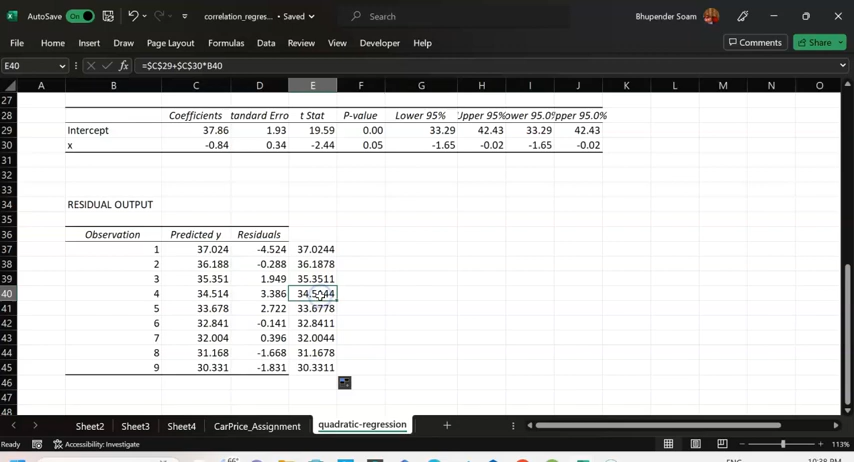 AutoSave On correlation_regres... • Saved Search Bhupender Soam
File Home Insert Draw Page Layout Formulas Data Review View Developer Help Comments Share
E40 fx =$C$29+$C$30*B40
A B C D E F G H I J K L M N O
27
28 Coefficients tandard Erro t Stat P-value Lower 95% Upper 95% ower 95.0% pper 95.0%
29 Intercept 37.86 1.93 19.59 0.00 33.29 42.43 33.29 42.43
30 x -0.84 0.34 -2.44 0.05 -1.65 -0.02 -1.65 -0.02
31
32
33
34 RESIDUAL OUTPUT
35
36 Observation Predicted y Residuals
37 1 37.024 -4.524 37.0244
38 2 36.188 -0.288 36.1878
39 3 35.351 1.949 35.3511
40 4 34.514 3.386 34.5044
41 5 33.678 2.722 33.6778
42 6 32.841 -0.141 32.8411
43 7 32.004 0.396 32.0044
44 8 31.168 -1.668 31.1678
45 9 30.331 -1.831 30.3311
46
47
48
Sheet2 Sheet3 Sheet4 CarPrice_Assignment quadratic-regression
Ready Accessibility: Investigate 113%
66° ENG 10:38 PM